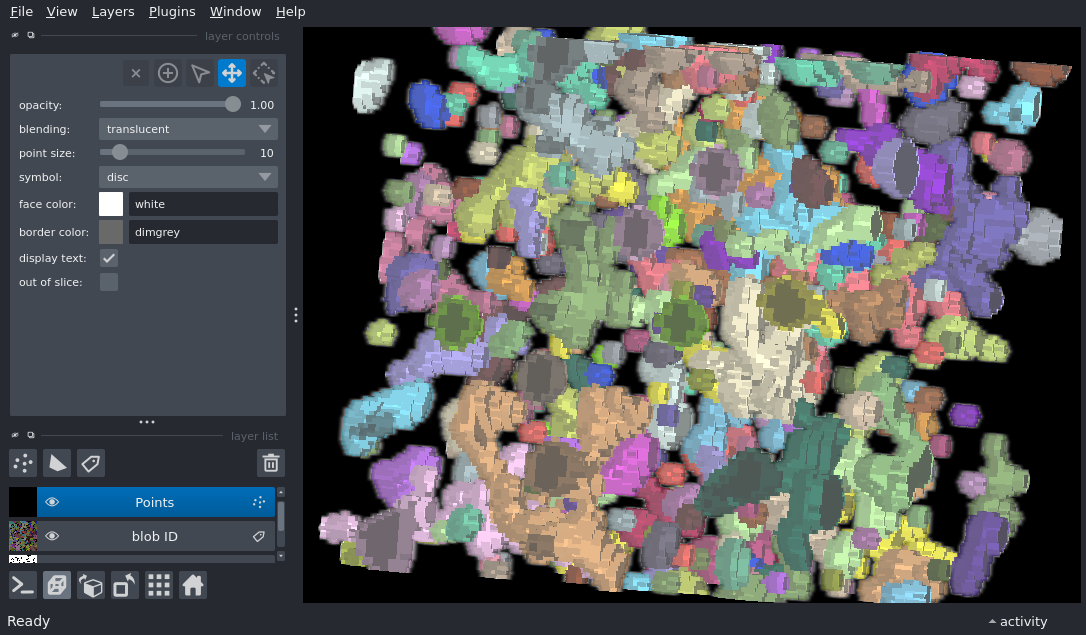 File View Layers Plugins Window Help
layer controls
opacity: 1.00
blending: translucent
point size: 10
symbol: disc
face color: white
border color: dimgrey
display text:
out of slice:
layer list
Points
blob ID
Ready
activity